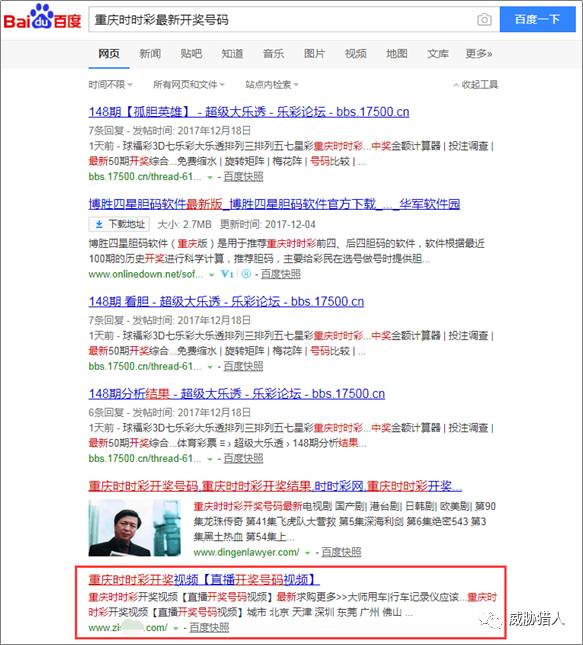 Bai du 百度 重庆时时彩最新开奖号码 百度一下
网页 新闻 贴吧 知道 音乐 图片 视频 地图 文库 更多»
时间不限 所有网页和文件 站点内检索 收起工具
148期【孤胆英雄】 - 超级大乐透 - 乐彩论坛 - bbs.17500.cn
7条回复 - 发帖时间: 2017年12月18日
1天前 - 球福彩3D七乐彩大乐透排列三排列五七星彩重庆时时彩...中奖金额计算器 | 投注调查 |
最新50期开奖综合...免费缩水 | 旋转矩阵 | 梅花阵 | 号码比较 | ...
bbs.17500.cn/thread-61... - 百度快照
博胜四星胆码软件最新版_博胜四星胆码软件官方下载_..._华军软件园
下载地址 大小: 2.7MB 更新时间: 2017-12-04
博胜四星胆码软件（重庆版）是用于推荐重庆时时彩前四、后四胆码的软件，软件根据最近
100期的历史开奖进行科学计算，推荐胆码，主要给彩民在选号做号时提供胆...
www.onlinedown.net/sof... V1 - 百度快照
148期 看胆 - 超级大乐透 - 乐彩论坛 - bbs.17500.cn
7条回复 - 发帖时间: 2017年12月18日
1天前 - 球福彩3D七乐彩大乐透排列三排列五七星彩重庆时时彩...中奖金额计算器 | 投注调查 |
最新50期开奖综合...免费缩水 | 旋转矩阵 | 梅花阵 | 号码比较 | ...
bbs.17500.cn/thread-61... - 百度快照
148期分析结果 - 超级大乐透 - 乐彩论坛 - bbs.17500.cn
6条回复 - 发帖时间: 2017年12月18日
1天前 - 球福彩3D七乐彩大乐透排列三排列五七星彩重庆时时彩...中奖金额计算器 | 投注调查 |
最新50期开奖综合...体育彩票 ≡ › 超级大乐透 › 148期分析结果...
bbs.17500.cn/thread-61... - 百度快照
重庆时时彩开奖号码,重庆时时彩开奖结果,时时彩网,重庆时时彩开奖...
重庆时时彩开奖号码最新电视剧 国产剧| 港台剧| 日韩剧| 欧美剧| 第90
集龙珠传奇 第41集飞虎队大营救 第5集深海利剑 第6集绝密543 第3
集黑土热血 第54集上...
www.dingenlawyer.com/ - 百度快照
重庆时时彩开奖视频【直播开奖号码视频】
重庆时时彩开奖视频【直播开奖号码视频】最新求购更多>>大师用车|行车记录仪应该...重庆时
时彩开奖视频【直播开奖号码视频】城市 北京 天津 深圳 东莞 广州 佛山 ...
www.zi .com/ - 百度快照
威胁猎人